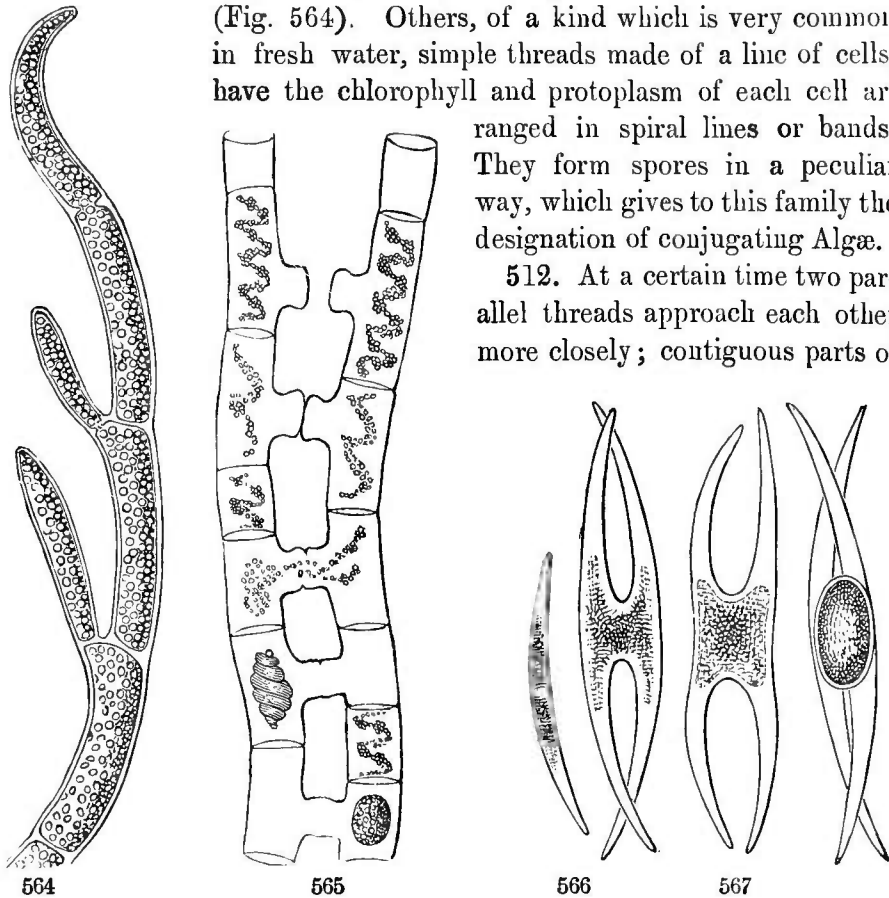 (Fig. 564). Others, of a kind which is very common
in fresh water, simple threads made of a line of cells
have the chlorophyll and protoplasm of each cell ar
ranged in spiral lines or bands
They form spores in a peculiar
way, which gives to this family the
designation of conjugating Algæ.
512. At a certain time two par
allel threads approach each other
more closely; contiguous parts o
564 565 566 567